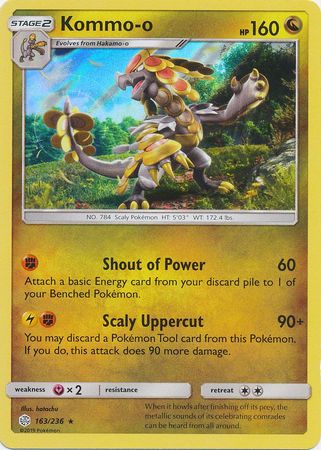 STAGE2
Kommo-o
HP 160
Evolves from Hakamo-o
NO. 784 Scaly Pokémon HT: 5'03" WT: 172.4 lbs.
Shout of Power 60
Attach a basic Energy card from your discard pile to 1 of
your Benched Pokémon.
Scaly Uppercut 90+
You may discard a Pokémon Tool card from this Pokémon.
If you do, this attack does 90 more damage.
weakness ×2 resistance retreat
Illus. hatachu
163/236 ★
©2019 Pokémon
When it howls after finishing off its prey, the
metallic sounds of its celebrating comrades
can be heard from all around.